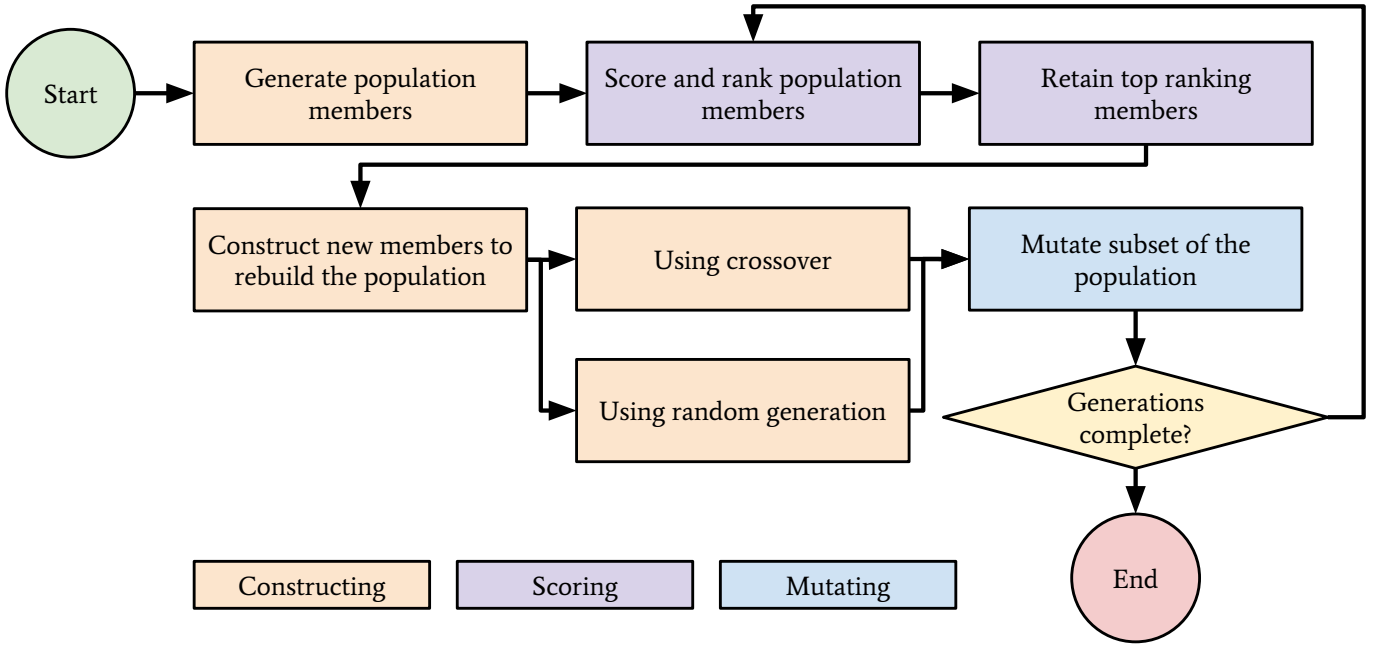 Start
Generate population
members
Score and rank population
members
Retain top ranking
members
Construct new members to
rebuild the population
Using crossover
Mutate subset of the
population
Using random generation
Generations
complete?
Constructing
Scoring
Mutating
End